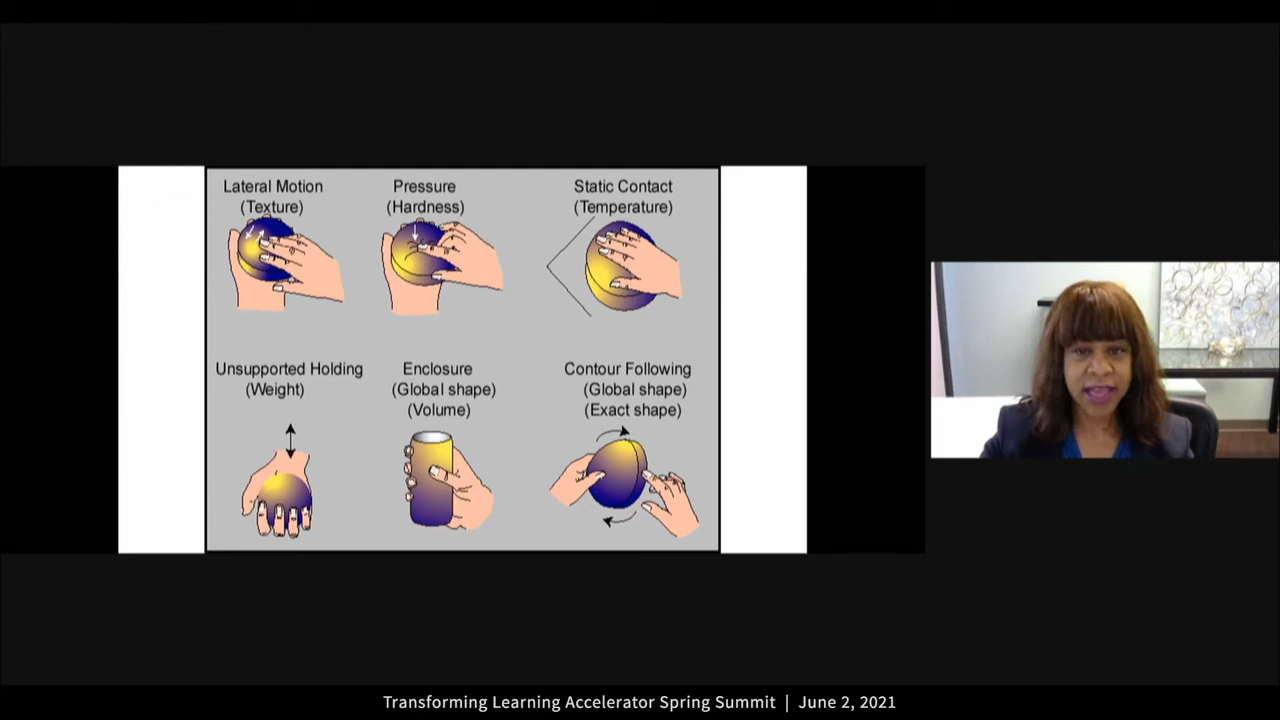 Lateral Motion
(Texture)
Pressure
(Hardness)
Static Contact
(Temperature)
Unsupported Holding
(Weight)
Enclosure
(Global shape)
(Volume)
Contour Following
(Global shape)
(Exact shape)
Transforming Learning Accelerator Spring Summit | June 2, 2021